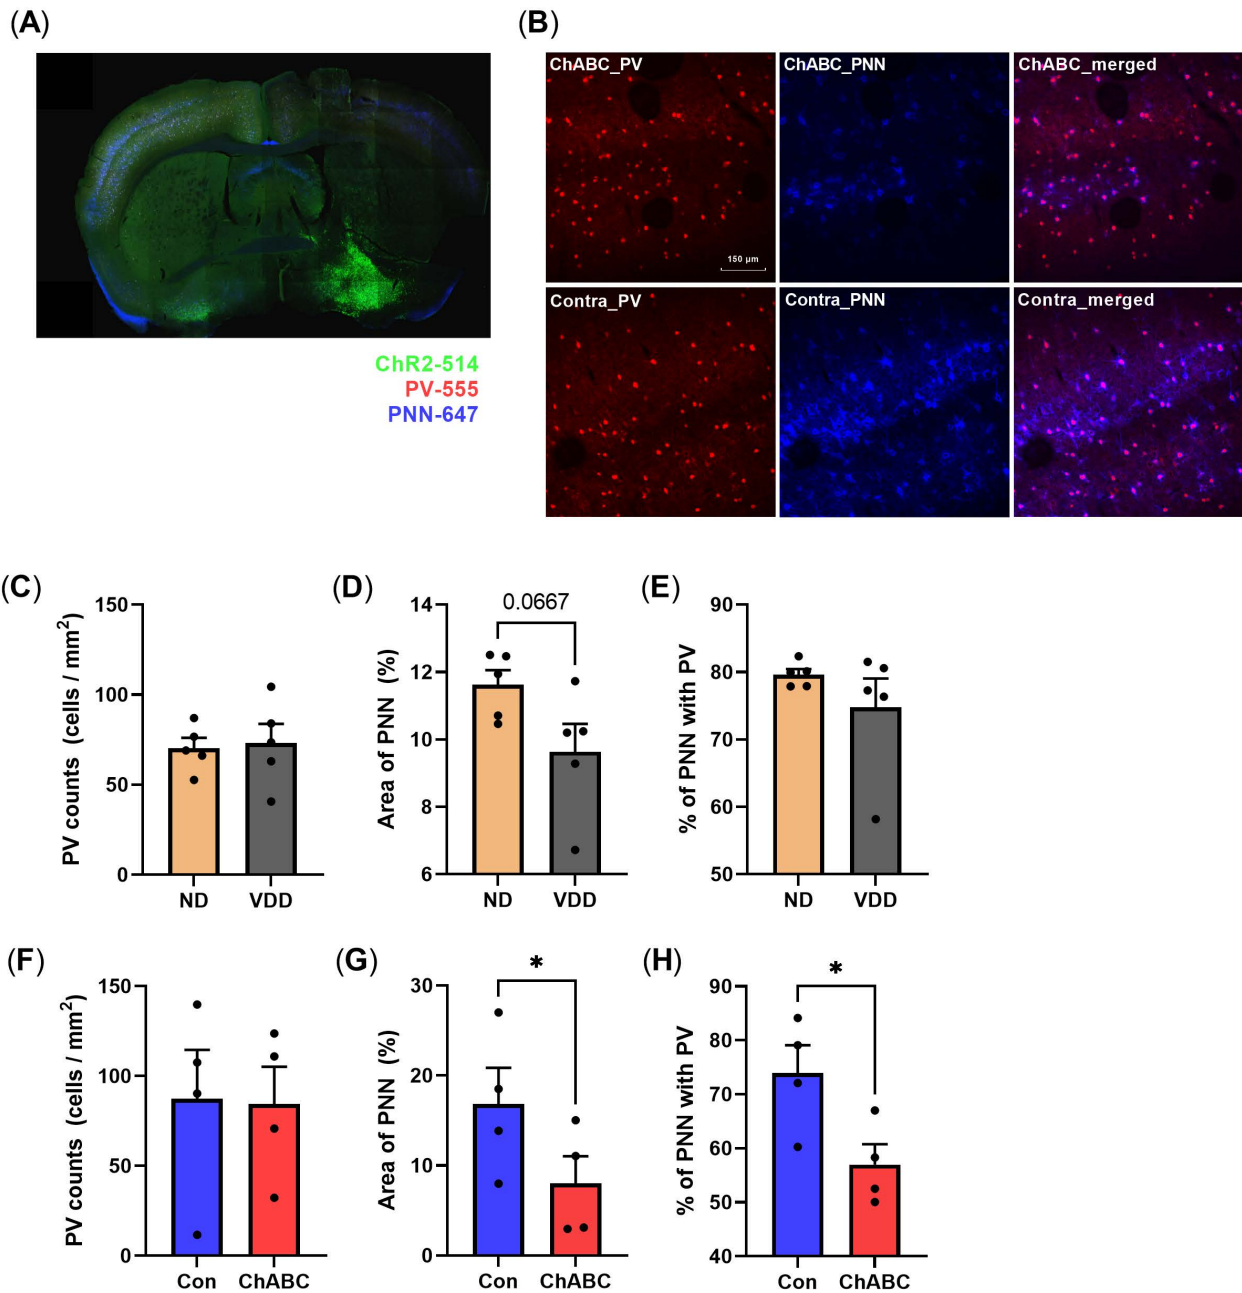 (A)
ChR2-514
PV-555
PNN-647
(B)
ChABC_PV
ChABC_PNN
ChABC_merged
150 µm
Contra_PV
Contra_PNN
Contra_merged
(C)
PV counts (cells / mm²)
150
100
50
0
ND
VDD
(D)
Area of PNN (%)
14
12
10
8
6
0.0667
ND
VDD
(E)
% of PNN with PV
90
80
70
60
50
ND
VDD
(F)
PV counts (cells / mm²)
150
100
50
0
Con
ChABC
(G)
Area of PNN (%)
30
20
10
0
*
Con
ChABC
(H)
% of PNN with PV
90
80
70
60
50
40
*
Con
ChABC